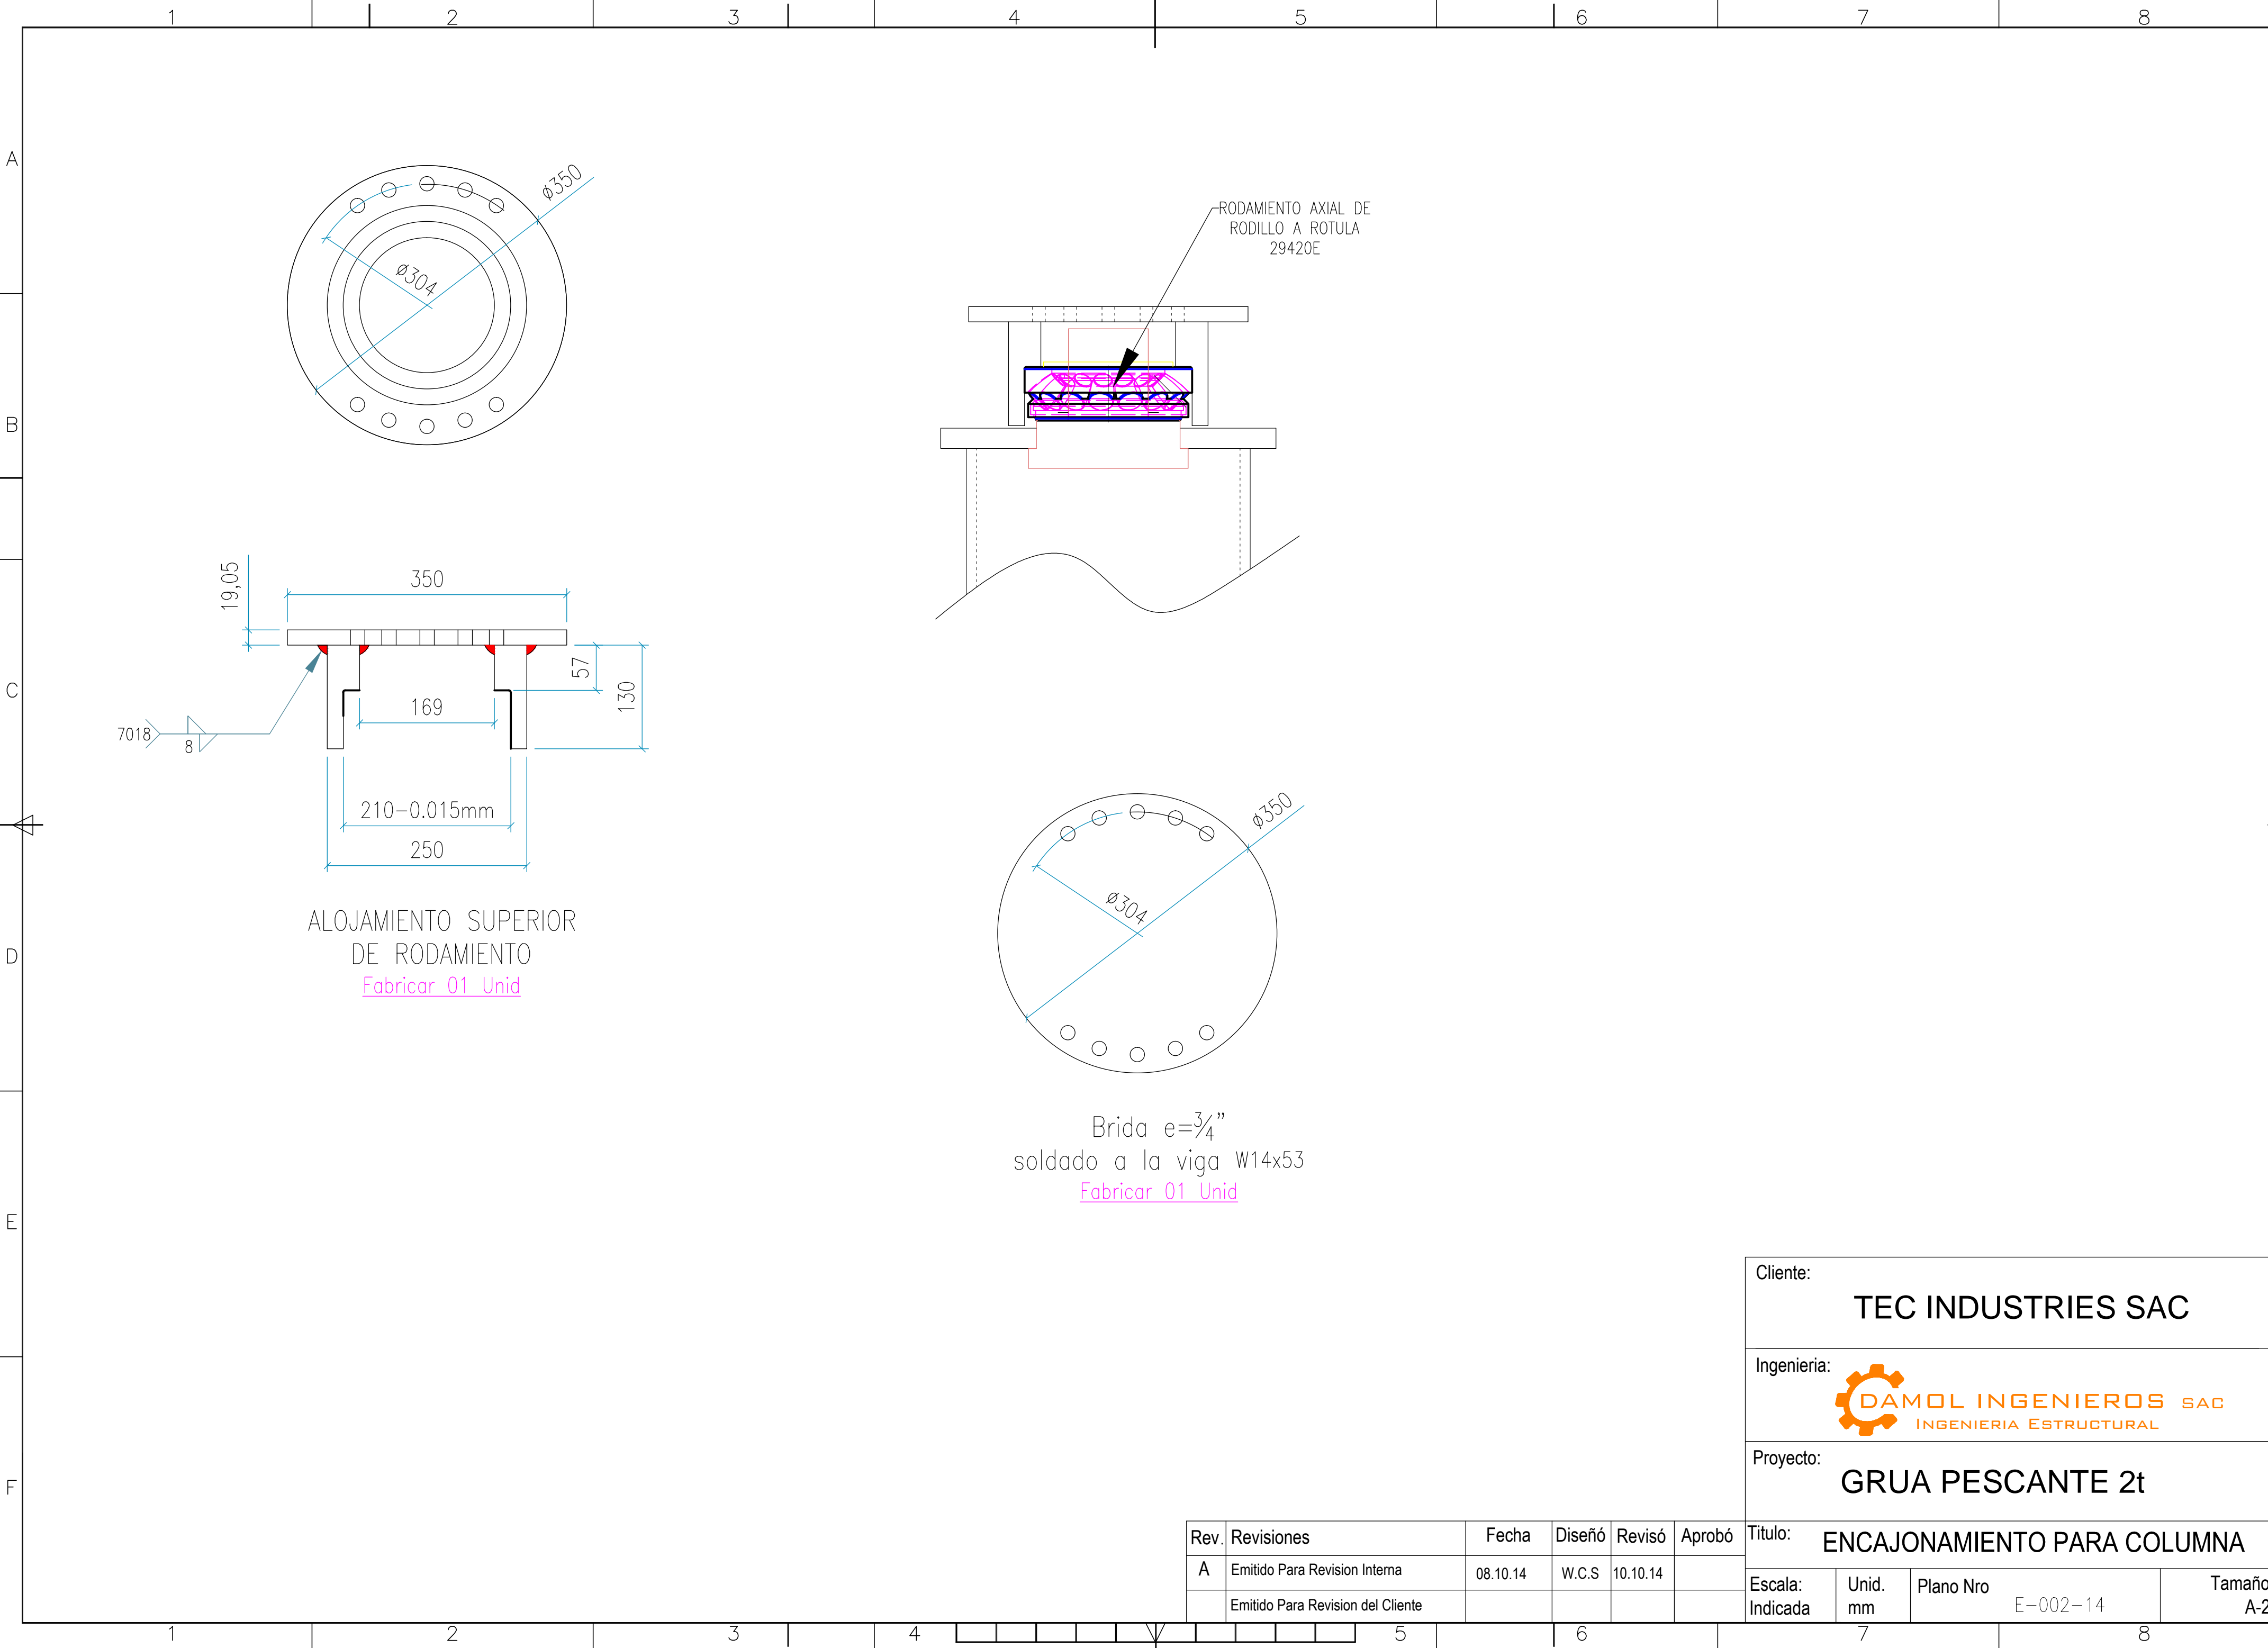 1 2 3 4 5 6 7 8
A
B
C
D
E
F
ø350
ø304
RODAMIENTO AXIAL DE
RODILLO A ROTULA
29420E
19,05
350
57
130
169
7018
8
210-0.015mm
250
ALOJAMIENTO SUPERIOR
DE RODAMIENTO
Fabricar 01 Unid
ø350
ø304
Brida e=3/4"
soldado a la viga W14x53
Fabricar 01 Unid
Cliente:
TEC INDUSTRIES SAC
Ingenieria:
DAMOL INGENIEROS SAC
INGENIERIA ESTRUCTURAL
Proyecto:
GRUA PESCANTE 2t
Titulo: ENCAJONAMIENTO PARA COLUMNA
Escala:
Indicada
Unid.
mm
Plano Nro
E-002-14
Tamaño
A-2
Rev. Revisiones Fecha Diseñó Revisó Aprobó
A Emitido Para Revision Interna 08.10.14 W.C.S 10.10.14
Emitido Para Revision del Cliente
1 2 3 4 5 6 7 8